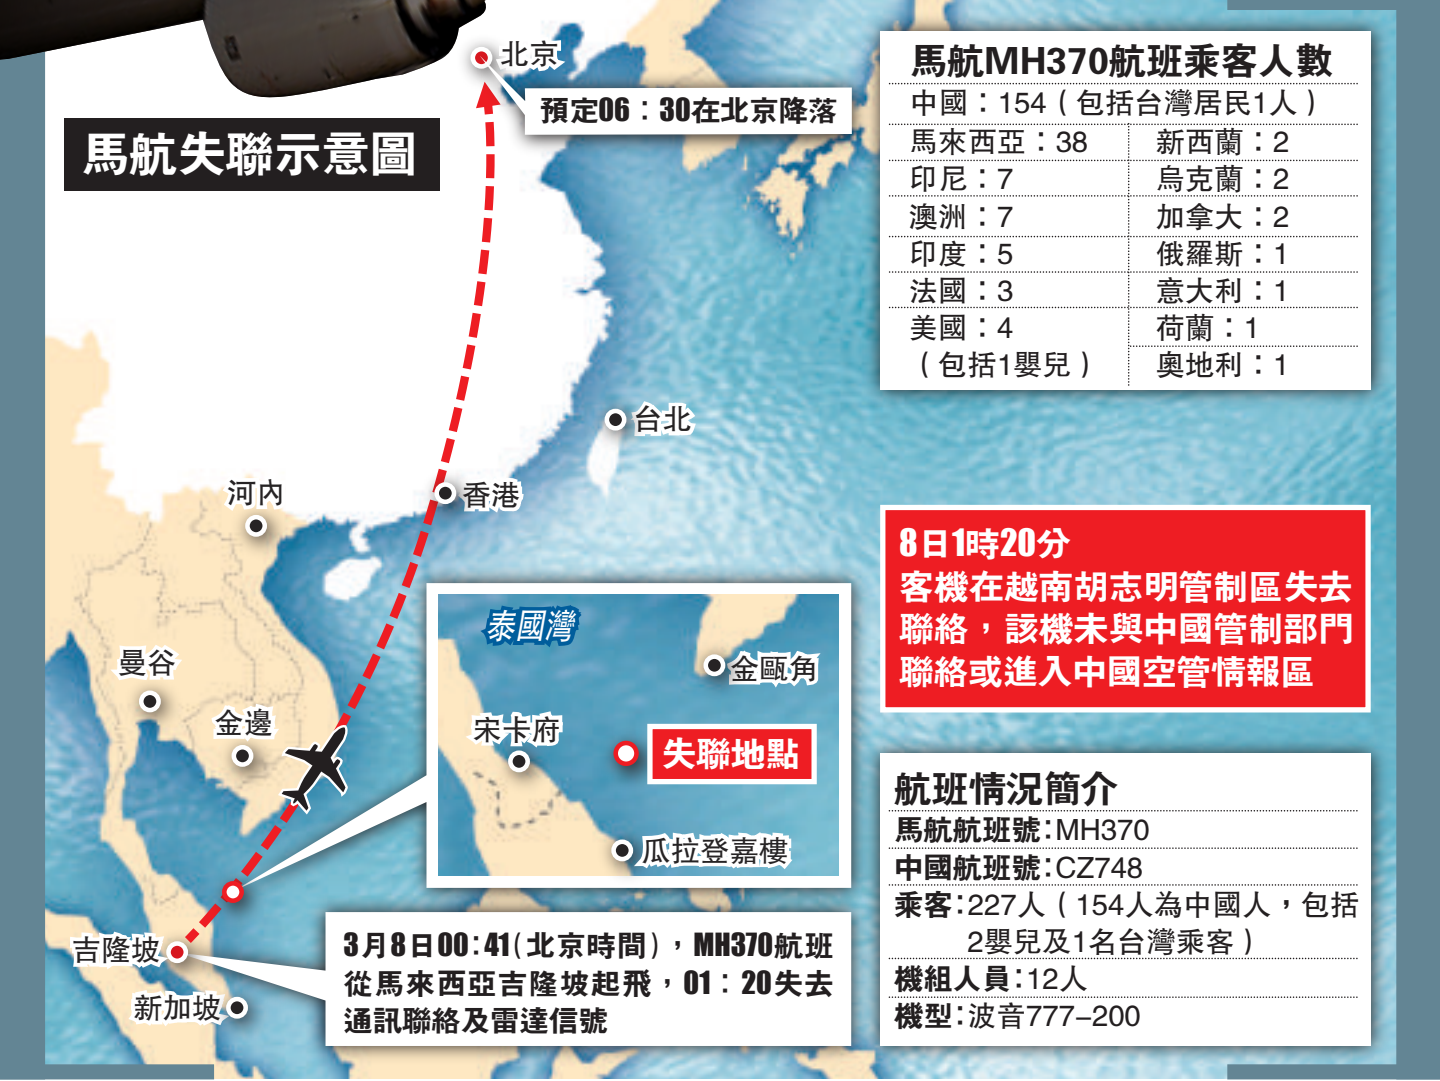 馬航失聯示意圖
北京
預定06：30在北京降落
馬航MH370航班乘客人數
中國：154（包括台灣居民1人）
馬來西亞：38
新西蘭：2
印尼：7
烏克蘭：2
澳洲：7
加拿大：2
印度：5
俄羅斯：1
法國：3
意大利：1
美國：4
（包括1嬰兒）
荷蘭：1
奧地利：1
台北
香港
河內
曼谷
金邊
泰國灣
金甌角
宋卡府
失聯地點
瓜拉登嘉樓
8日1時20分
客機在越南胡志明管制區失去
聯絡，該機未與中國管制部門
聯絡或進入中國空管情報區
吉隆坡
新加坡
3月8日00:41(北京時間)，MH370航班
從馬來西亞吉隆坡起飛，01：20失去
通訊聯絡及雷達信號
航班情況簡介
馬航航班號:MH370
中國航班號:CZ748
乘客:227人（154人為中國人，包括
2嬰兒及1名台灣乘客）
機組人員:12人
機型:波音777–200